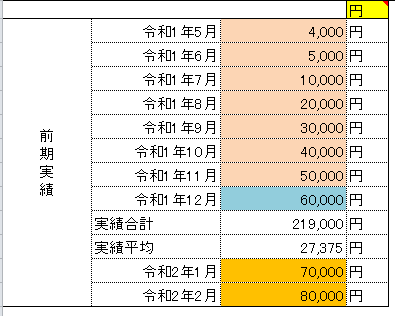 円
前期実績
令和1年5月 4,000 円
令和1年6月 5,000 円
令和1年7月 10,000 円
令和1年8月 20,000 円
令和1年9月 30,000 円
令和1年10月 40,000 円
令和1年11月 50,000 円
令和1年12月 60,000 円
実績合計 219,000 円
実績平均 27,375 円
令和2年1月 70,000 円
令和2年2月 80,000 円